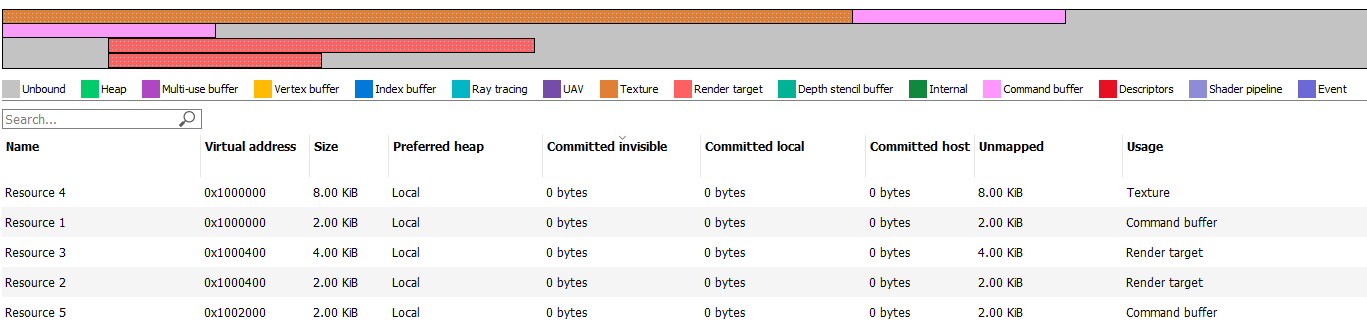 Unbound Heap Multi-use buffer Vertex buffer Index buffer Ray tracing UAV Texture Render target Depth stencil buffer Internal Command buffer Descriptors Shader pipeline Event
Search...
Name Virtual address Size Preferred heap Committed invisible Committed local Committed host Unmapped Usage
Resource 4 0x1000000 8.00 KiB Local 0 bytes 0 bytes 0 bytes 8.00 KiB Texture
Resource 1 0x1000000 2.00 KiB Local 0 bytes 0 bytes 0 bytes 2.00 KiB Command buffer
Resource 3 0x1000400 4.00 KiB Local 0 bytes 0 bytes 0 bytes 4.00 KiB Render target
Resource 2 0x1000400 2.00 KiB Local 0 bytes 0 bytes 0 bytes 2.00 KiB Render target
Resource 5 0x1002000 2.00 KiB Local 0 bytes 0 bytes 0 bytes 2.00 KiB Command buffer